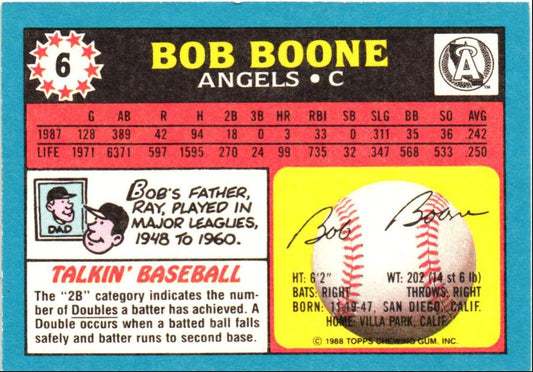 6
BOB BOONE
ANGELS • C
A
TM
G AB R H 2B 3B HR RBI SB SLG BB SO AVG
1987 128 389 42 94 18 0 3 33 0 .311 35 36 .242
LIFE 1971 6371 597 1595 270 24 99 735 32 .347 568 533 .250
DAD
BOB'S FATHER,
RAY, PLAYED IN
MAJOR LEAGUES,
1948 TO 1960.
TALKIN' BASEBALL
The "2B" category indicates the num-
ber of Doubles a batter has achieved. A
Double occurs when a batted ball falls
safely and batter runs to second base.
Bob Boone
HT: 6'2" WT: 202 (14 st 6 lb)
BATS: RIGHT THROWS: RIGHT
BORN: 11-19-47, SAN DIEGO, CALIF.
HOME: VILLA PARK, CALIF.
© 1988 TOPPS CHEWING GUM, INC.